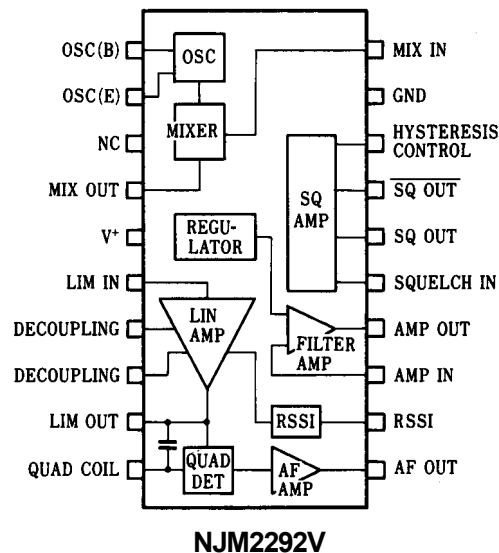 OSC(B)
OSC(E)
NC
MIX OUT
V+
LIM IN
DECOUPLING
DECOUPLING
LIM OUT
QUAD COIL
OSC
MIXER
REGU-
LATOR
LIN
AMP
QUAD
DET
SQ
AMP
FILTER
AMP
RSSI
AF
AMP
MIX IN
GND
HYSTERESIS
CONTROL
SQ OUT
SQ OUT
SQUELCH IN
AMP OUT
AMP IN
RSSI
AF OUT
NJM2292V